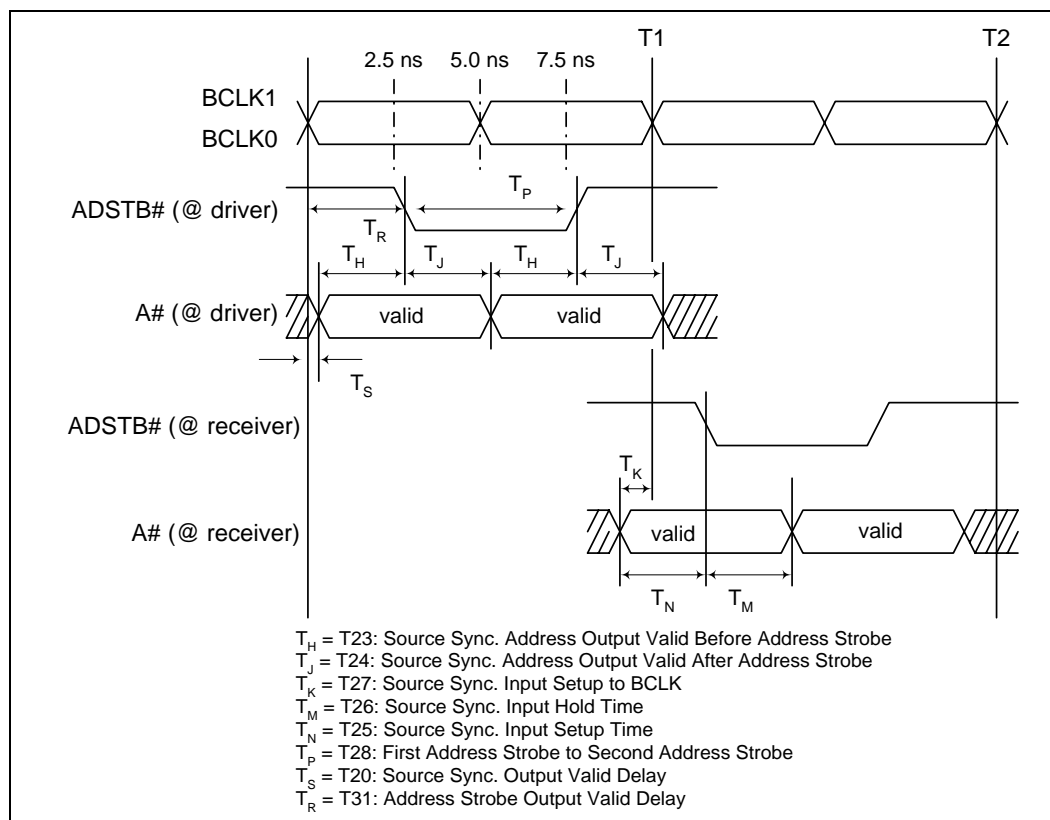 T1 T2
2.5 ns 5.0 ns 7.5 ns
BCLK1
BCLK0
T_P
ADSTB# (@ driver)
T_R
T_H T_J T_H T_J
A# (@ driver) valid valid
T_S
ADSTB# (@ receiver)
T_K
A# (@ receiver) valid valid
T_N T_M
T_H = T23: Source Sync. Address Output Valid Before Address Strobe
T_J = T24: Source Sync. Address Output Valid After Address Strobe
T_K = T27: Source Sync. Input Setup to BCLK
T_M = T26: Source Sync. Input Hold Time
T_N = T25: Source Sync. Input Setup Time
T_P = T28: First Address Strobe to Second Address Strobe
T_S = T20: Source Sync. Output Valid Delay
T_R = T31: Address Strobe Output Valid Delay